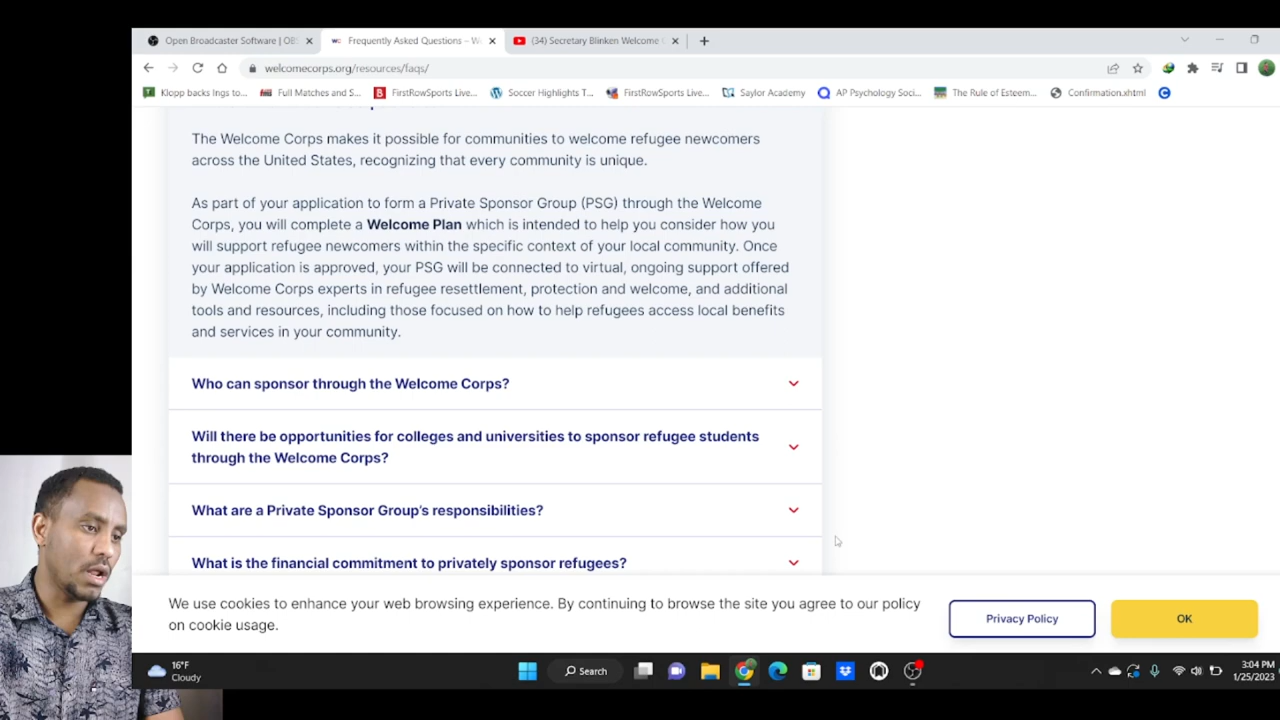 Open Broadcaster Software | OBS
Frequently Asked Questions – We
(34) Secretary Blinken Welcome
welcomecorps.org/resources/faqs/
Klopp backs Ings to...
Full Matches and S...
FirstRowSports Live...
Soccer Highlights T...
FirstRowSports Live...
Saylor Academy
AP Psychology Soci...
The Rule of Esteem...
Confirmation.xhtml
The Welcome Corps makes it possible for communities to welcome refugee newcomers
across the United States, recognizing that every community is unique.
As part of your application to form a Private Sponsor Group (PSG) through the Welcome
Corps, you will complete a Welcome Plan which is intended to help you consider how you
will support refugee newcomers within the specific context of your local community. Once
your application is approved, your PSG will be connected to virtual, ongoing support offered
by Welcome Corps experts in refugee resettlement, protection and welcome, and additional
tools and resources, including those focused on how to help refugees access local benefits
and services in your community.
Who can sponsor through the Welcome Corps?
Will there be opportunities for colleges and universities to sponsor refugee students
through the Welcome Corps?
What are a Private Sponsor Group's responsibilities?
What is the financial commitment to privately sponsor refugees?
We use cookies to enhance your web browsing experience. By continuing to browse the site you agree to our policy
on cookie usage.
Privacy Policy
OK
16°F
Cloudy
Search
3:04 PM
1/25/2023